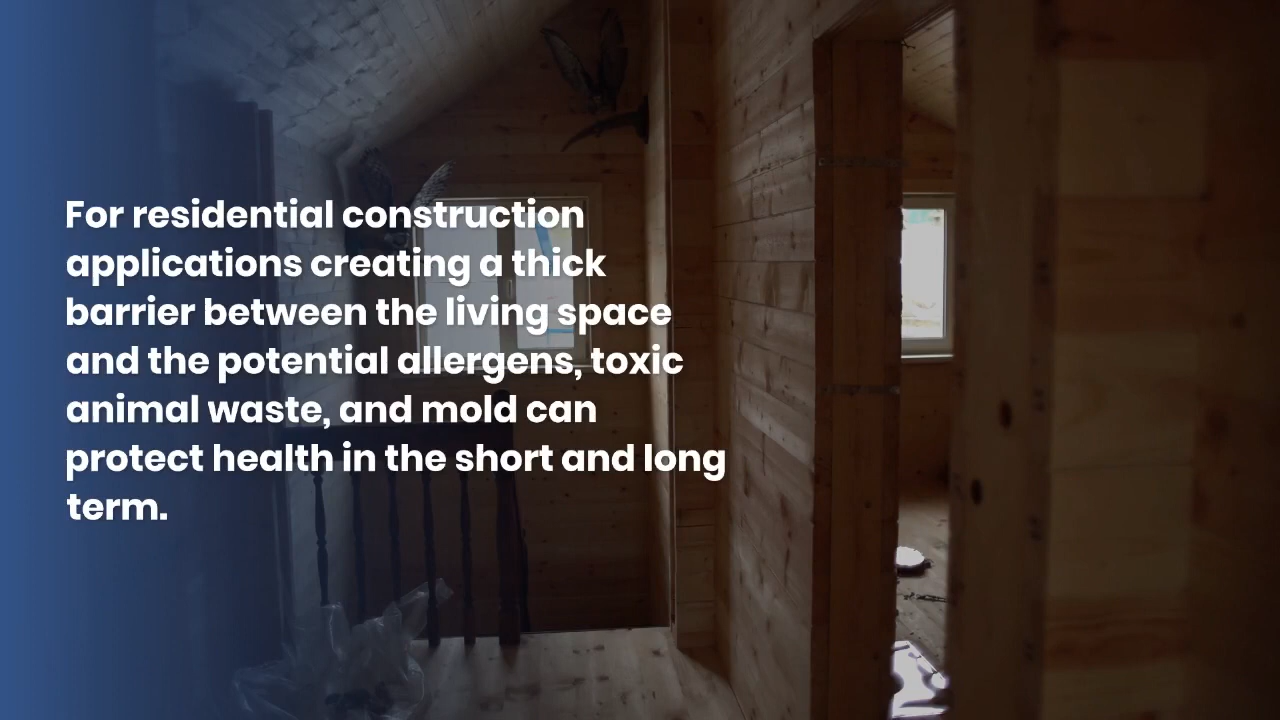 For residential construction
applications creating a thick
barrier between the living space
and the potential allergens, toxic
animal waste, and mold can
protect health in the short and long
term.